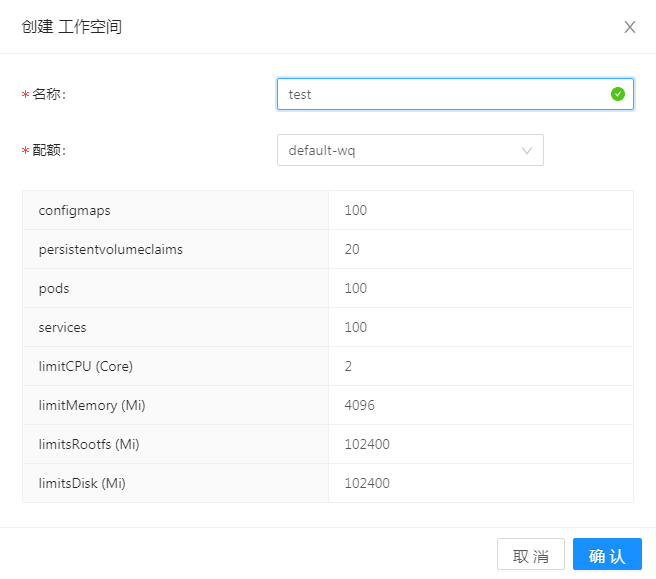 创建 工作空间
* 名称:
test
* 配额:
default-wq
configmaps 100
persistentvolumeclaims 20
pods 100
services 100
limitCPU (Core) 2
limitMemory (Mi) 4096
limitsRootfs (Mi) 102400
limitsDisk (Mi) 102400
取 消 确 认